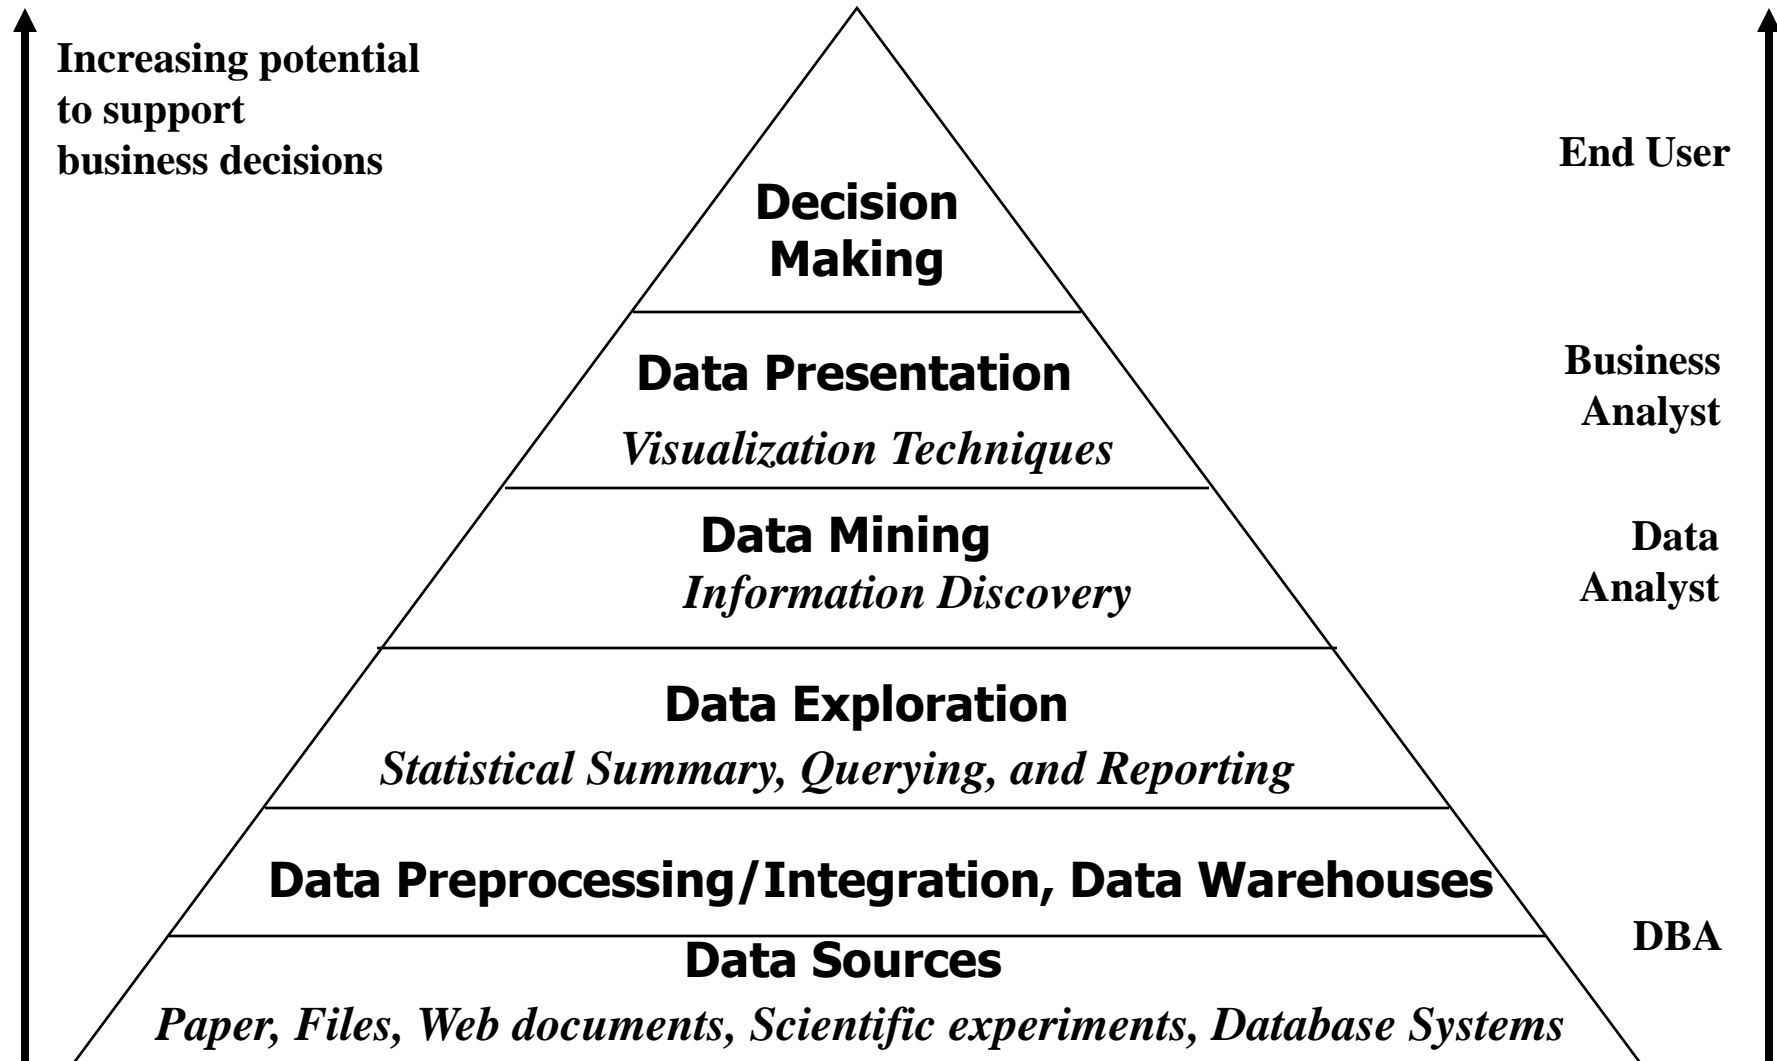 Increasing potential
to support
business decisions
End User
Decision
Making
Data Presentation
Visualization Techniques
Business
Analyst
Data Mining
Information Discovery
Data
Analyst
Data Exploration
Statistical Summary, Querying, and Reporting
Data Preprocessing/Integration, Data Warehouses
DBA
Data Sources
Paper, Files, Web documents, Scientific experiments, Database Systems